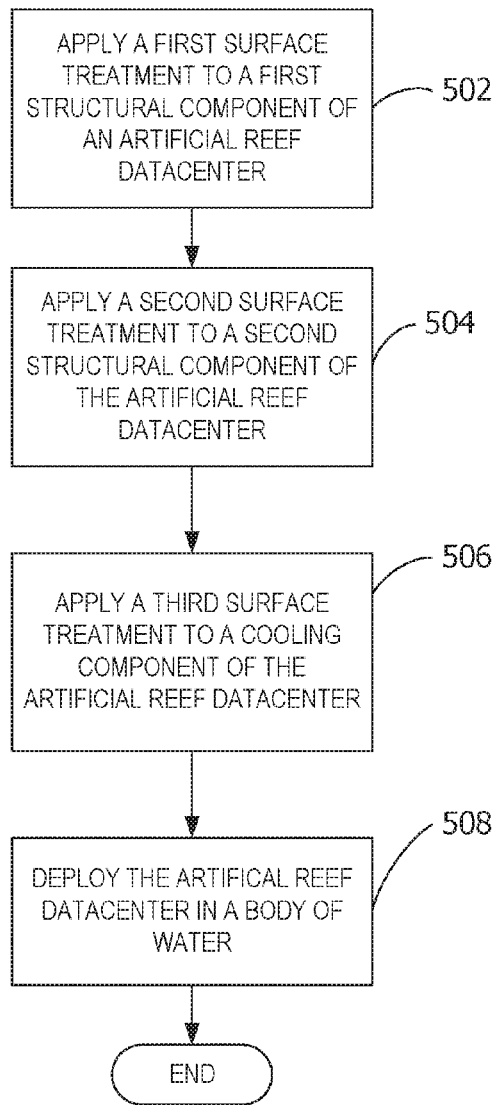 APPLY A FIRST SURFACE
TREATMENT TO A FIRST
STRUCTURAL COMPONENT OF
AN ARTIFICIAL REEF
DATACENTER
502
APPLY A SECOND SURFACE
TREATMENT TO A SECOND
STRUCTURAL COMPONENT OF
THE ARTIFICIAL REEF
DATACENTER
504
APPLY A THIRD SURFACE
TREATMENT TO A COOLING
COMPONENT OF THE
ARTIFICIAL REEF DATACENTER
506
DEPLOY THE ARTIFICAL REEF
DATACENTER IN A BODY OF
WATER
508
END